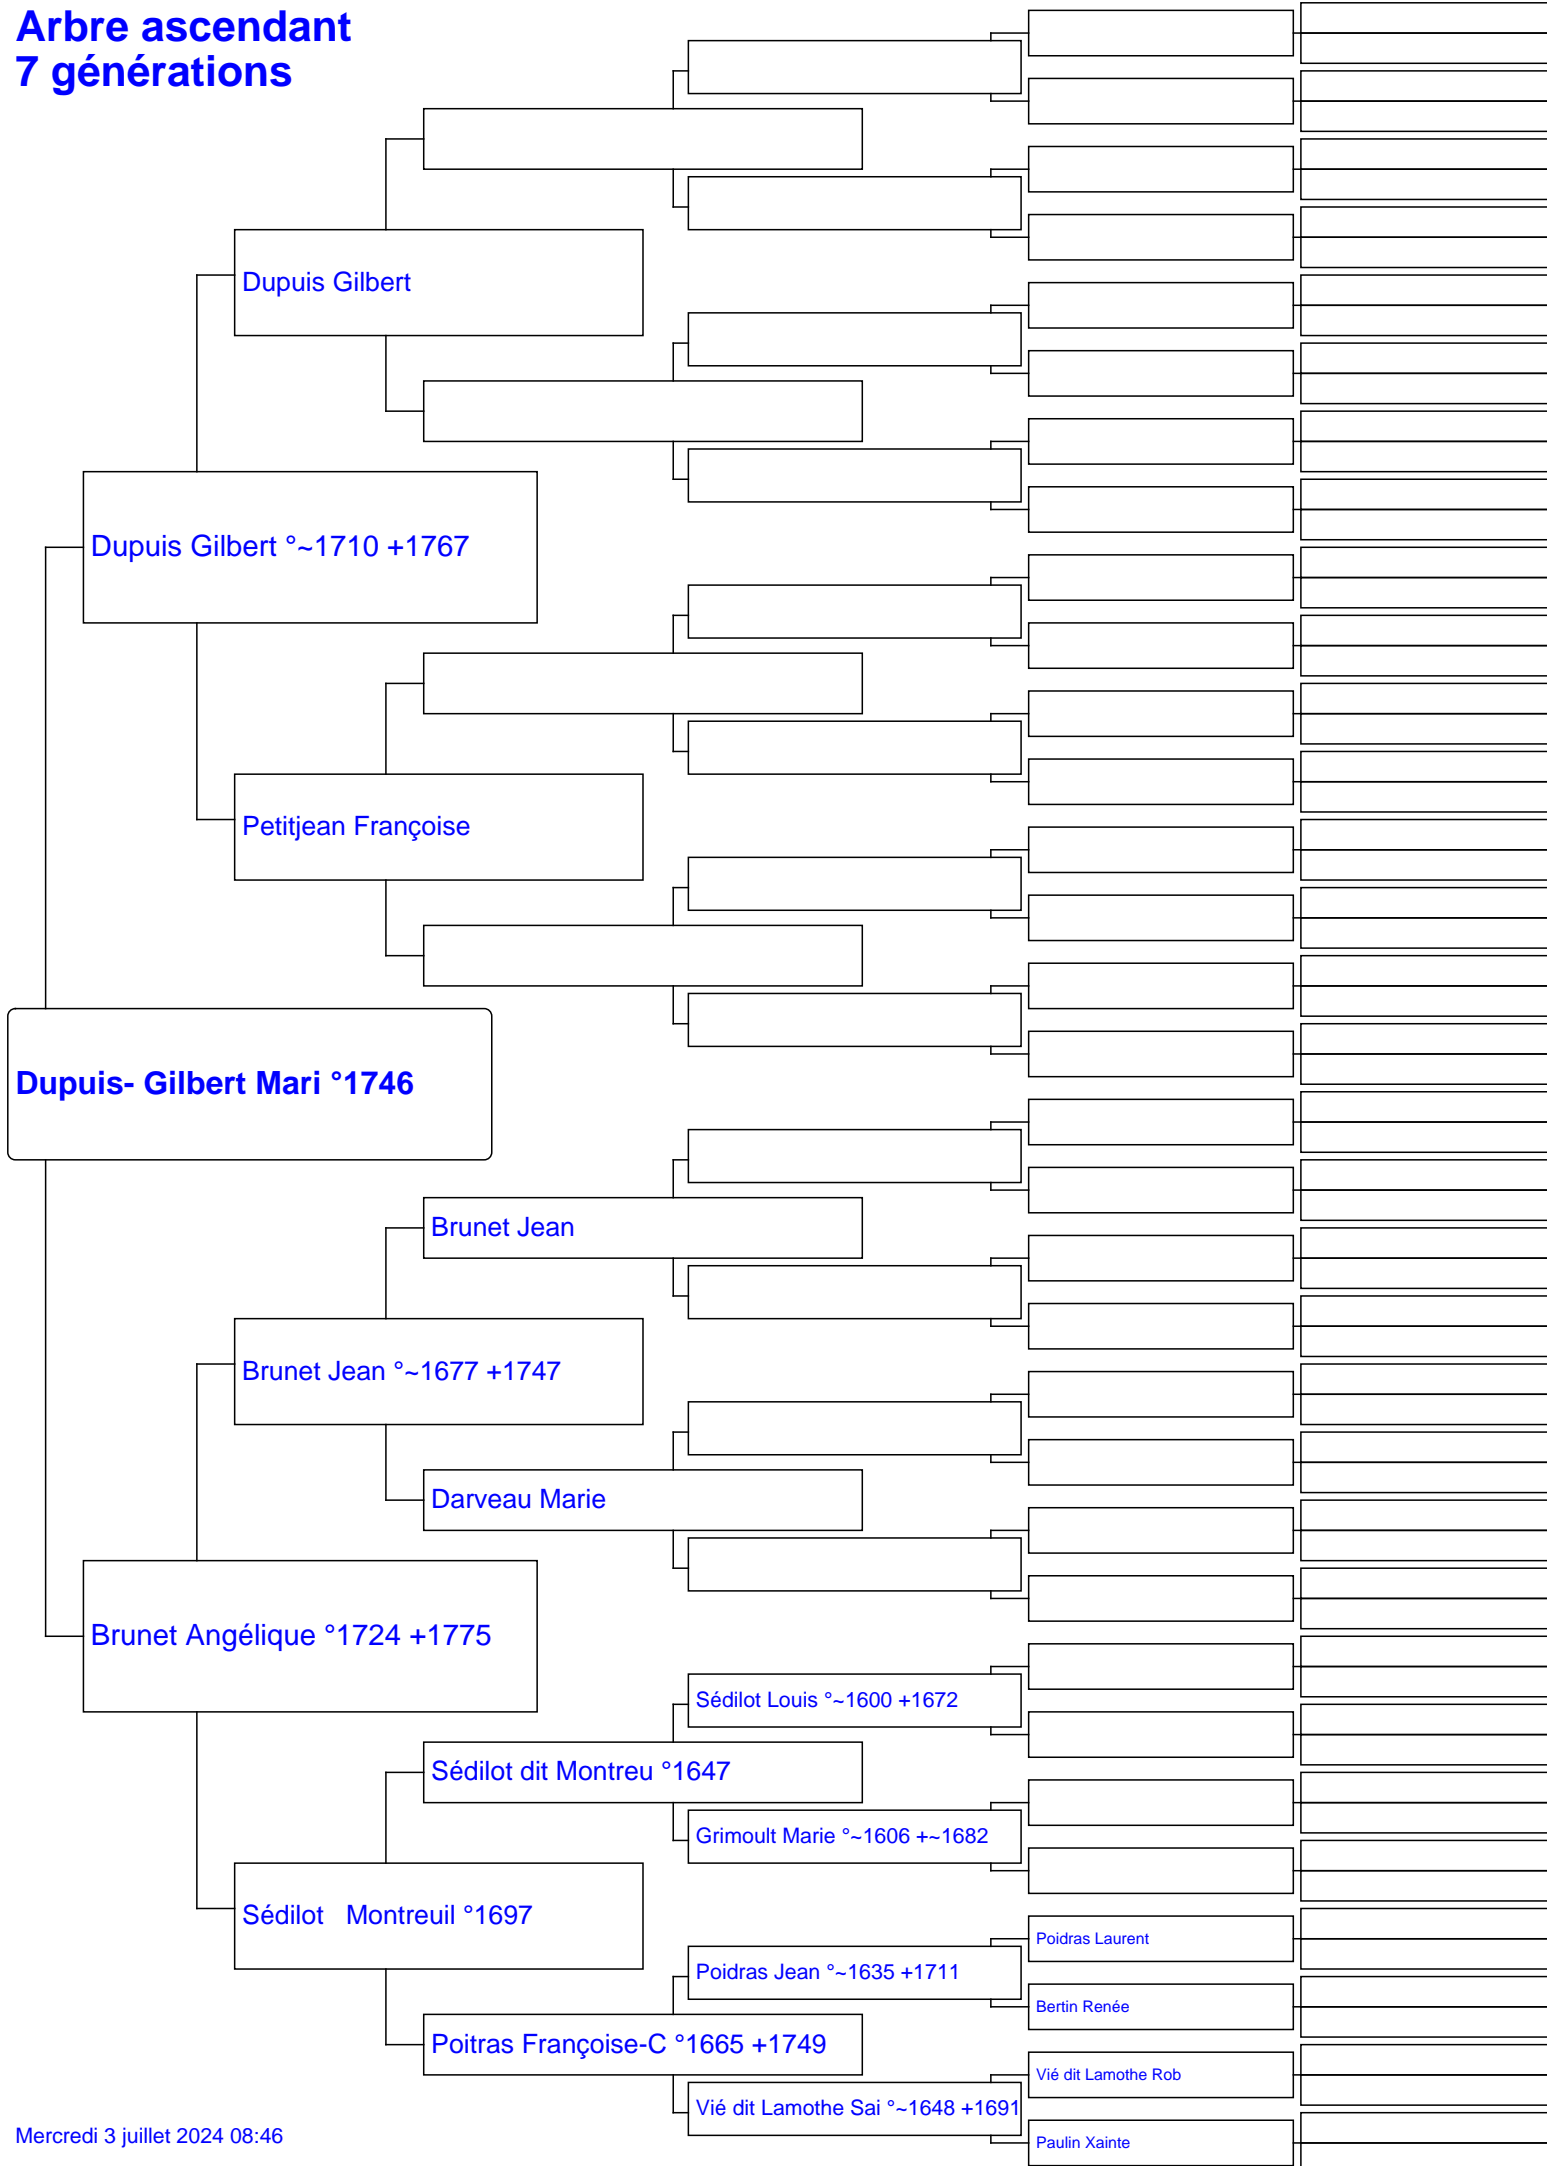 Arbre ascendant
7 générations
Dupuis Gilbert
Dupuis Gilbert °~1710 +1767
Petitjean Françoise
Dupuis- Gilbert Mari °1746
Brunet Jean
Brunet Jean °~1677 +1747
Darveau Marie
Brunet Angélique °1724 +1775
Sédilot Louis °~1600 +1672
Sédilot dit Montreu °1647
Grimoult Marie °~1606 +~1682
Sédilot   Montreuil °1697
Poidras Laurent
Poidras Jean °~1635 +1711
Bertin Renée
Poitras Françoise-C °1665 +1749
Vié dit Lamothe Rob
Vié dit Lamothe Sai °~1648 +1691
Paulin Xainte
Mercredi 3 juillet 2024 08:46